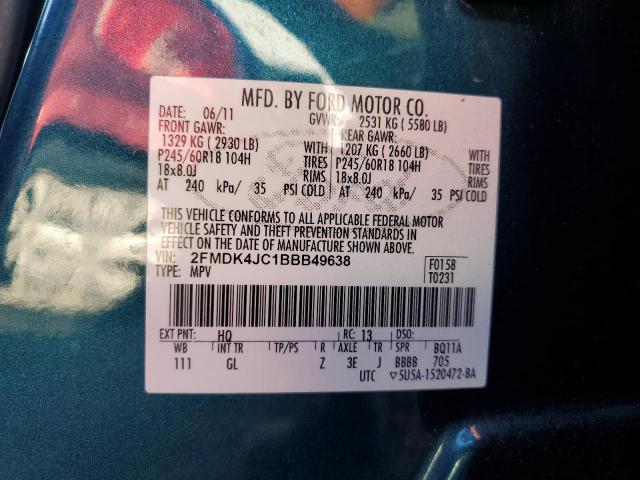 MFD. BY FORD MOTOR CO.
DATE: 06/11 GVWR: 2531 KG ( 5580 LB)
FRONT GAWR: REAR GAWR:
1329 KG ( 2930 LB) 1207 KG ( 2660 LB)
P245/60R18 104H WITH TIRES P245/60R18 104H WITH TIRES
18x8.0J RIMS 18x8.0J RIMS
AT 240 kPa/ 35 PSI COLD AT 240 kPa/ 35 PSI COLD
THIS VEHICLE CONFORMS TO ALL APPLICABLE FEDERAL MOTOR
VEHICLE SAFETY AND THEFT PREVENTION STANDARDS IN
EFFECT ON THE DATE OF MANUFACTURE SHOWN ABOVE.
VIN: 2FMDK4JC1BBB49638 F0158
TYPE: MPV T0231
EXT PNT: HQ RC: 13 DSO:
WB INT TR TP/PS R AXLE TR SPR BQ11A
111 GL Z 3E J BBBB 705
UTC ▽5U5A-1520472-BA